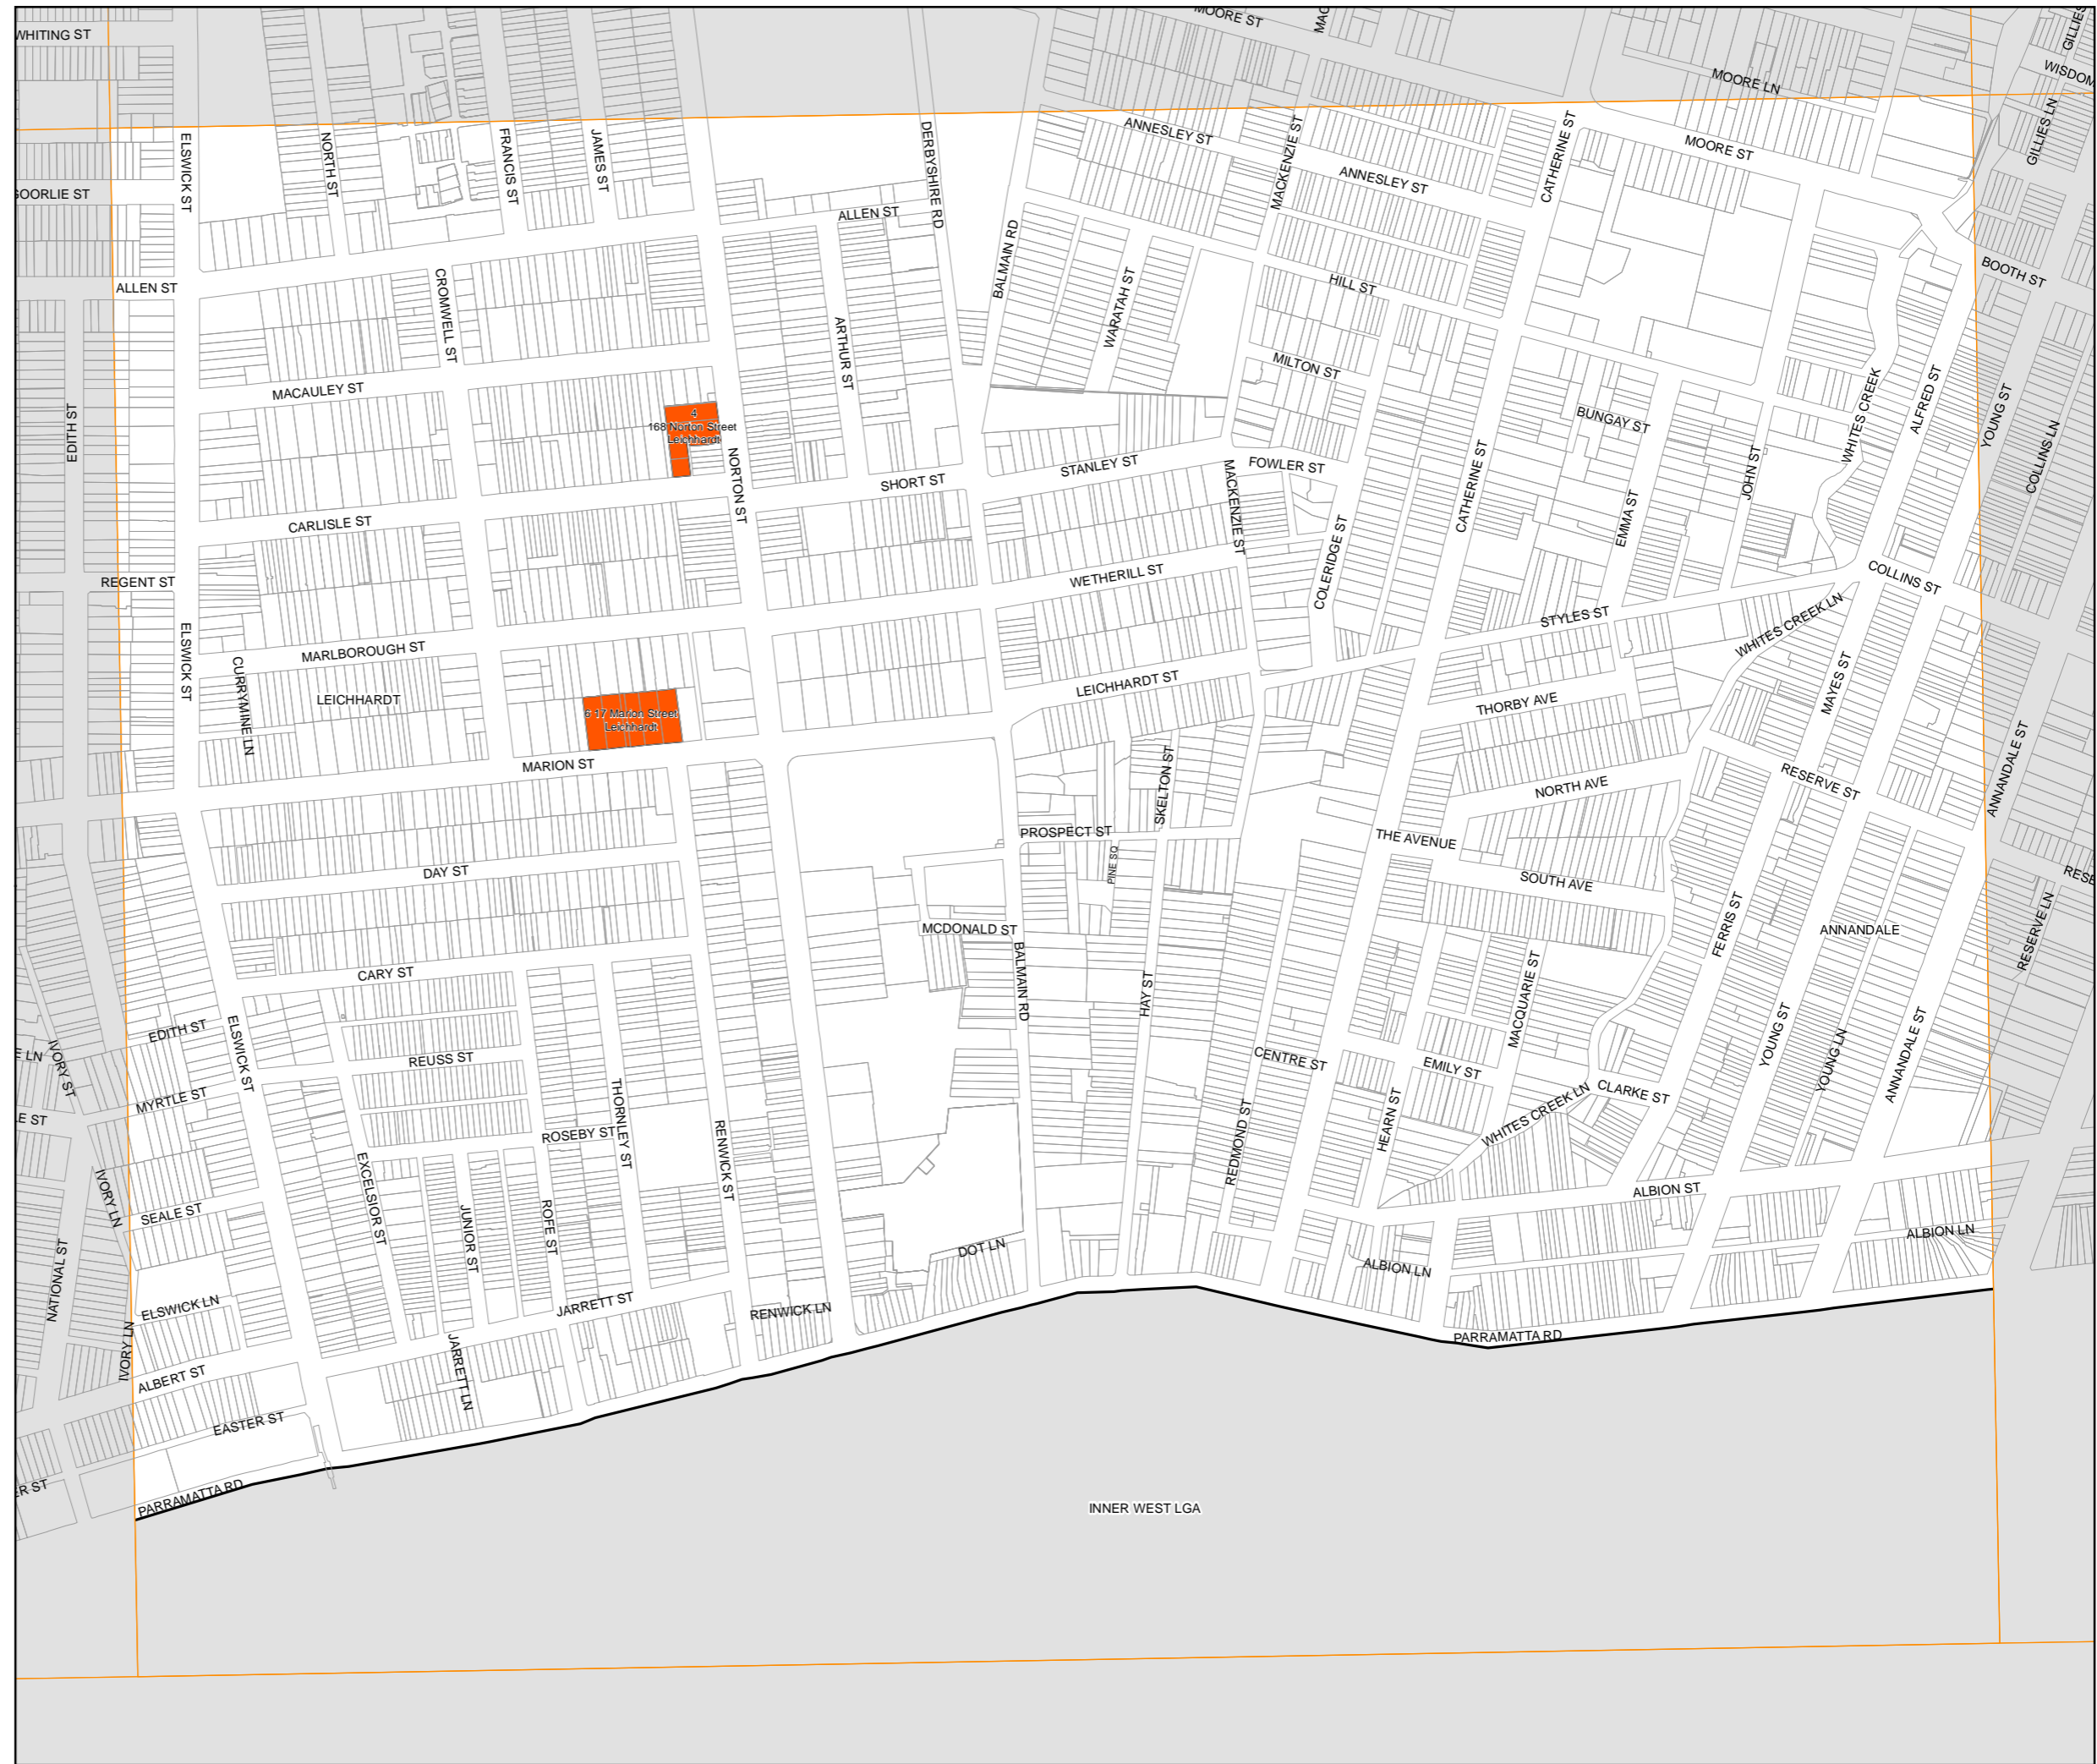 MOORE ST
MAC
GILLIES
WHITING ST
WISDOM
MOORE LN
ELSWICK ST
NORTH ST
FRANCIS ST
JAMES ST
DERBYSHIRE RD
ANNESLEY ST
MACKENZIE ST
CATHERINE ST
MOORE ST
GILLIES LN
GOORLIE ST
ANNESLEY ST
ALLEN ST
BALMAIN RD
BOOTH ST
ALLEN ST
CROMWELL ST
HILL ST
WARATAH ST
ARTHUR ST
MILTON ST
MACAULEY ST
WHITES CREEK
ALFRED ST
YOUNG ST
EDITH ST
4
168 Norton Street
Leichhardt
BUNGAY ST
COLLINS LN
NORTON ST
STANLEY ST
FOWLER ST
SHORT ST
MACKENZIE ST
CATHERINE ST
JOHN ST
CARLISLE ST
EMMA ST
COLERIDGE ST
REGENT ST
WETHERILL ST
COLLINS ST
ELSWICK ST
STYLES ST
WHITES CREEK LN
MARLBOROUGH ST
CURRYMINE LN
LEICHHARDT
LEICHHARDT ST
MAYES ST
THORBY AVE
6 17 Marion Street
Leichhardt
MARION ST
SKELTON ST
NORTH AVE
RESERVE ST
ANNANDALE ST
PROSPECT ST
THE AVENUE
PINE SQ
DAY ST
SOUTH AVE
RESE
MCDONALD ST
FERRIS ST
ANNANDALE
RESERVE LN
CARY ST
BALMAIN RD
HAY ST
MACQUARIE ST
EDITH ST
ELSWICK ST
IVORY ST
E LN
REUSS ST
CENTRE ST
EMILY ST
YOUNG ST
YOUNG LN
ANNANDALE ST
MYRTLE ST
LE ST
THORNLEY ST
RENWICK ST
REDMOND ST
HEARN ST
WHITES CREEK LN
CLARKE ST
ROSEBY ST
IVORY LN
EXCELSIOR ST
SEALE ST
JUNIOR ST
ROFE ST
ALBION ST
ALBION LN
NATIONAL ST
DOT LN
ALBION LN
ELSWICK LN
JARRETT ST
RENWICK LN
PARRAMATTA RD
IVORY LN
JARRETT LN
ALBERT ST
EASTER ST
ER ST
PARRAMATTA RD
INNER WEST LGA